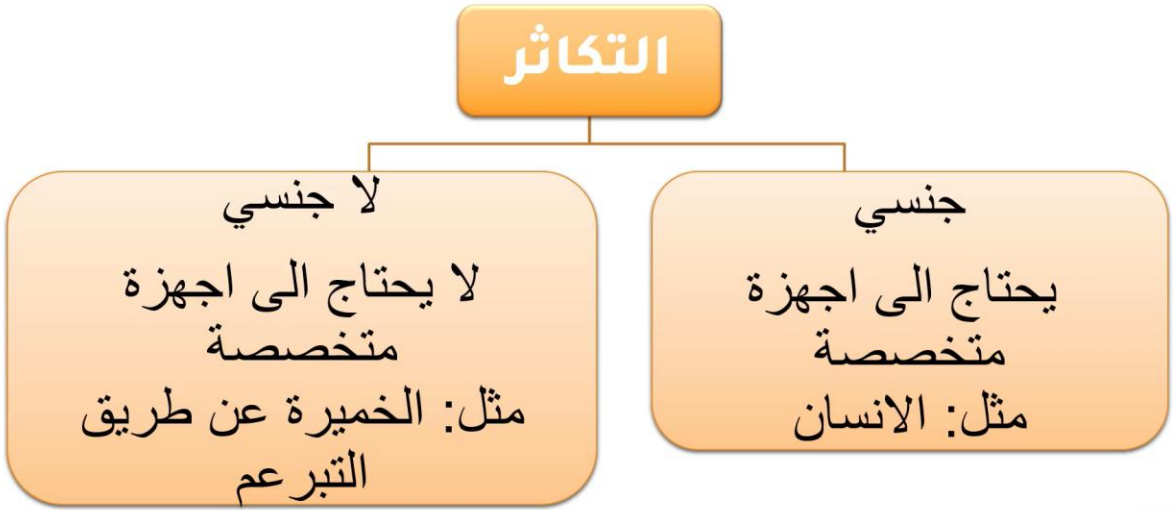 التكاثر
جنسي
يحتاج الى اجهزة
متخصصة
مثل: الانسان
لا جنسي
لا يحتاج الى اجهزة
متخصصة
مثل: الخميرة عن طريق
التبرعم